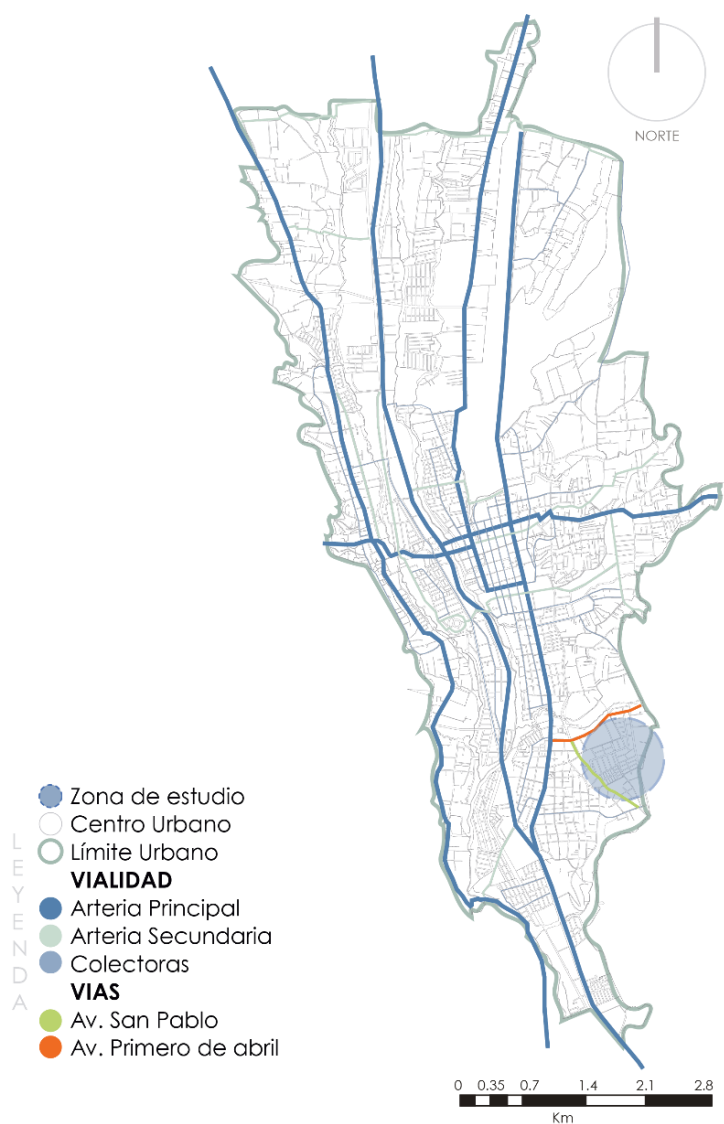 NORTE
LEYENDA
Zona de estudio
Centro Urbano
Límite Urbano
VIALIDAD
Arteria Principal
Arteria Secundaria
Colectoras
VIAS
Av. San Pablo
Av. Primero de abril
0 0.35 0.7 1.4 2.1 2.8
Km